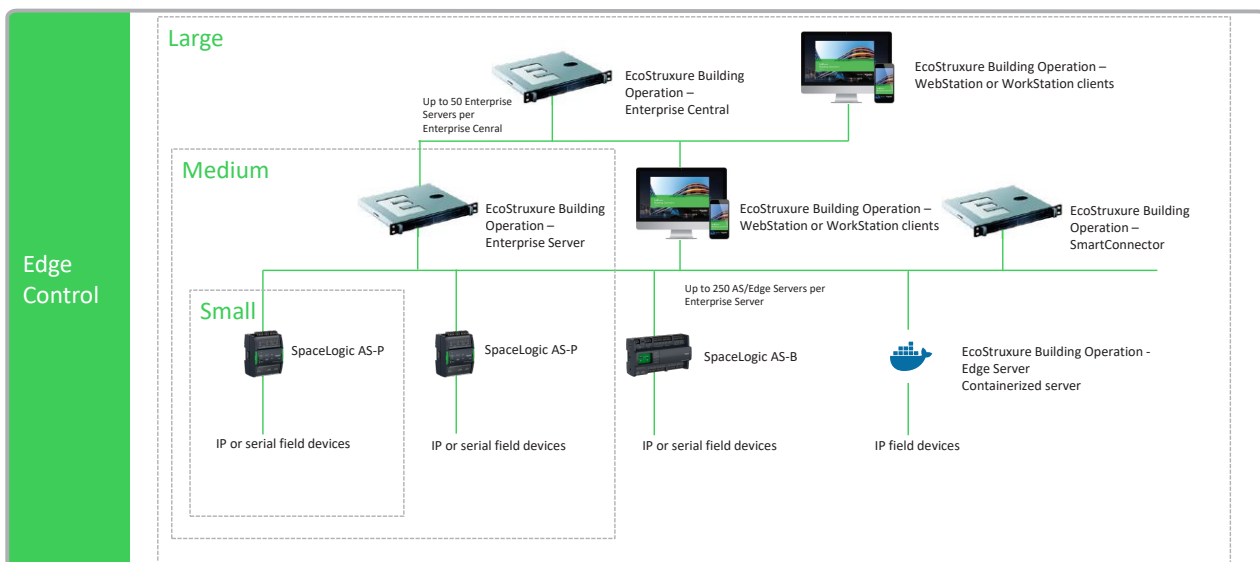 Edge
Control
Large
EcoStruxure Building
Operation –
Enterprise Central
EcoStruxure Building Operation –
WebStation or WorkStation clients
Up to 50 Enterprise
Servers per
Enterprise Cenral
Medium
EcoStruxure Building
Operation –
Enterprise Server
EcoStruxure Building Operation –
WebStation or WorkStation clients
EcoStruxure Building
Operation –
SmartConnector
Up to 250 AS/Edge Servers per
Enterprise Server
Small
SpaceLogic AS-P
SpaceLogic AS-P
SpaceLogic AS-B
EcoStruxure Building Operation -
Edge Server
Containerized server
IP or serial field devices
IP or serial field devices
IP or serial field devices
IP field devices